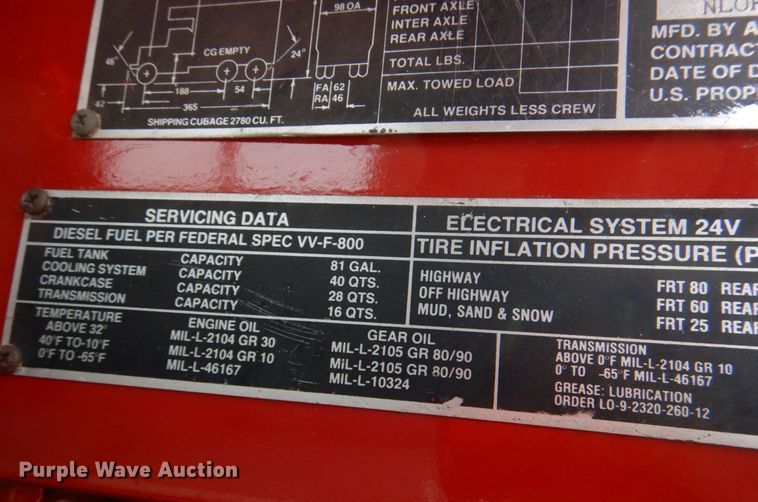 98 OA
FRONT AXLE
INTER AXLE
REAR AXLE
TOTAL LBS.
MAX. TOWED LOAD
ALL WEIGHTS LESS CREW
CG EMPTY
46°
24°
188
54
42
365
FA 62
RA 46
SHIPPING CUBAGE 2780 CU. FT.
MFD. BY
CONTRACT
DATE OF D
U.S. PROP
SERVICING DATA
DIESEL FUEL PER FEDERAL SPEC VV-F-800
FUEL TANK CAPACITY 81 GAL.
COOLING SYSTEM CAPACITY 40 QTS.
CRANKCASE CAPACITY 28 QTS.
TRANSMISSION CAPACITY 16 QTS.
TEMPERATURE ENGINE OIL GEAR OIL
ABOVE 32° MIL-L-2104 GR 30 MIL-L-2105 GR 80/90
40°F TO-10°F MIL-L-2104 GR 10 MIL-L-2105 GR 80/90
0°F TO -65°F MIL-L-46167 MIL-L-10324
ELECTRICAL SYSTEM 24V
TIRE INFLATION PRESSURE (P
HIGHWAY FRT 80 REAR
OFF HIGHWAY FRT 60 REAR
MUD, SAND & SNOW FRT 25 REAR
TRANSMISSION
ABOVE 0°F MIL-L-2104 GR 10
0° TO -65°F MIL-L-46167
GREASE: LUBRICATION
ORDER LO-9-2320-260-12
Purple Wave Auction